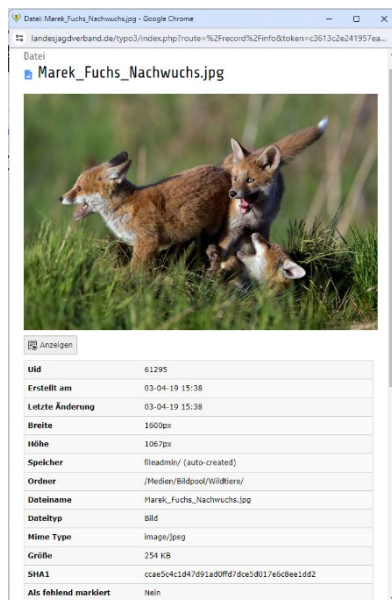 Datei: Marek_Fuchs_Nachwuchs.jpg - Google Chrome
landesjagdverband.de/typo3/index.php?route=%2Frecord%2Finfo&token=c3613c2e241957ea...
Datei
Marek_Fuchs_Nachwuchs.jpg
Anzeigen
Uid 61295
Erstellt am 03-04-19 15:38
Letzte Änderung 03-04-19 15:38
Breite 1600px
Höhe 1067px
Speicher fileadmin/ (auto-created)
Ordner /Medien/Bildpool/Wildtiere/
Dateiname Marek_Fuchs_Nachwuchs.jpg
Dateityp Bild
Mime Type image/jpeg
Größe 254 KB
SHA1 ccae5c4c1d47d91ad0ffd7dce5d017e6c8ee1dd2
Als fehlend markiert Nein